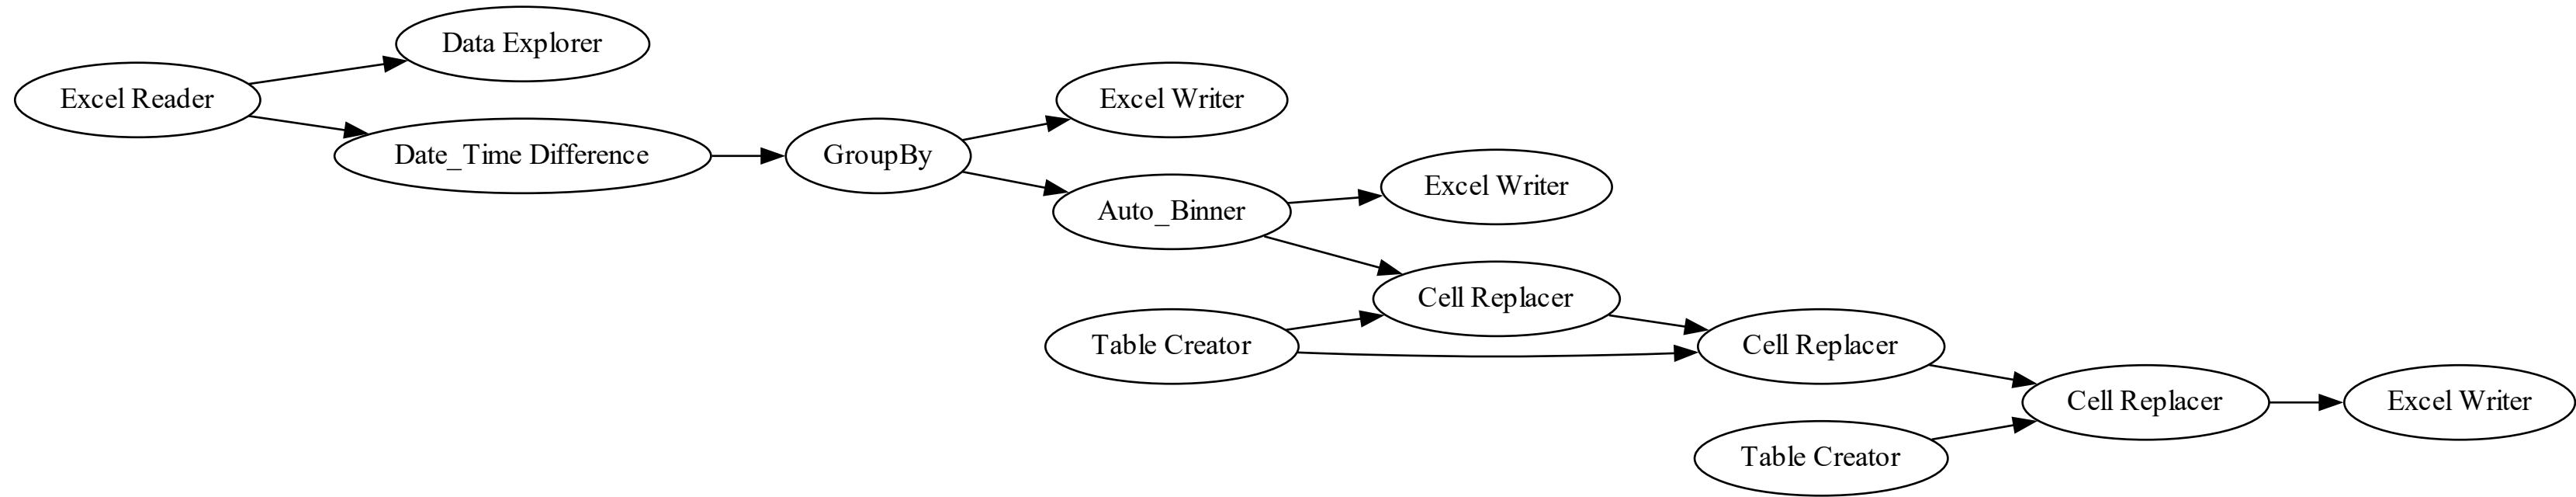 Data Explorer
Excel Reader
Excel Writer
Date_Time Difference
GroupBy
Excel Writer
Auto_Binner
Cell Replacer
Table Creator
Cell Replacer
Cell Replacer
Excel Writer
Table Creator